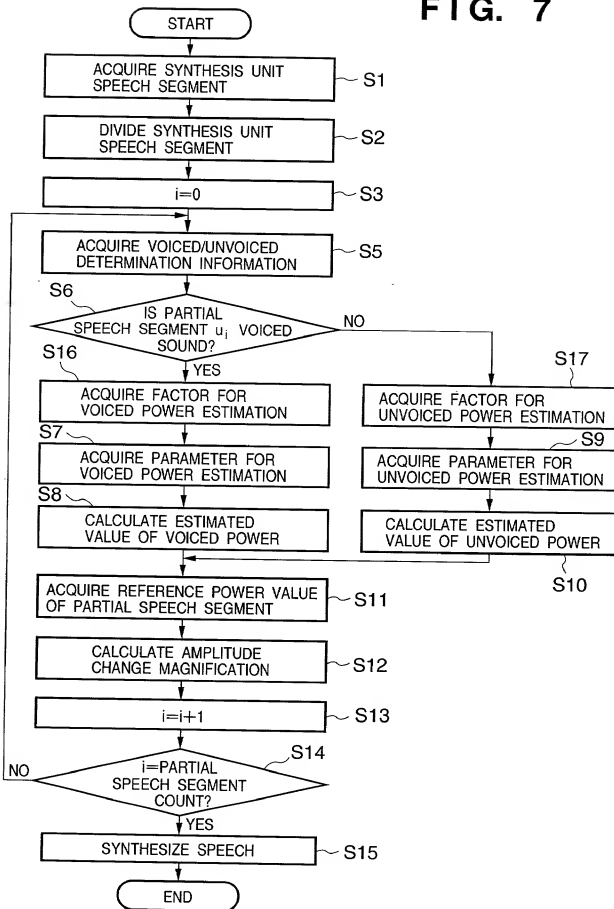 FIG. 7
START
ACQUIRE SYNTHESIS UNIT
SPEECH SEGMENT
S1
DIVIDE SYNTHESIS UNIT
SPEECH SEGMENT
S2
i=0
S3
ACQUIRE VOICED/UNVOICED
DETERMINATION INFORMATION
S5
S6
IS PARTIAL
SPEECH SEGMENT ui VOICED
SOUND?
NO
YES
S16
ACQUIRE FACTOR FOR
VOICED POWER ESTIMATION
S7
ACQUIRE PARAMETER FOR
VOICED POWER ESTIMATION
S8
CALCULATE ESTIMATED
VALUE OF VOICED POWER
S17
ACQUIRE FACTOR FOR
UNVOICED POWER ESTIMATION
S9
ACQUIRE PARAMETER FOR
UNVOICED POWER ESTIMATION
CALCULATE ESTIMATED
VALUE OF UNVOICED POWER
S10
ACQUIRE REFERENCE POWER VALUE
OF PARTIAL SPEECH SEGMENT
S11
CALCULATE AMPLITUDE
CHANGE MAGNIFICATION
S12
i=i+1
S13
S14
NO
i=PARTIAL
SPEECH SEGMENT
COUNT?
YES
SYNTHESIZE SPEECH
S15
END